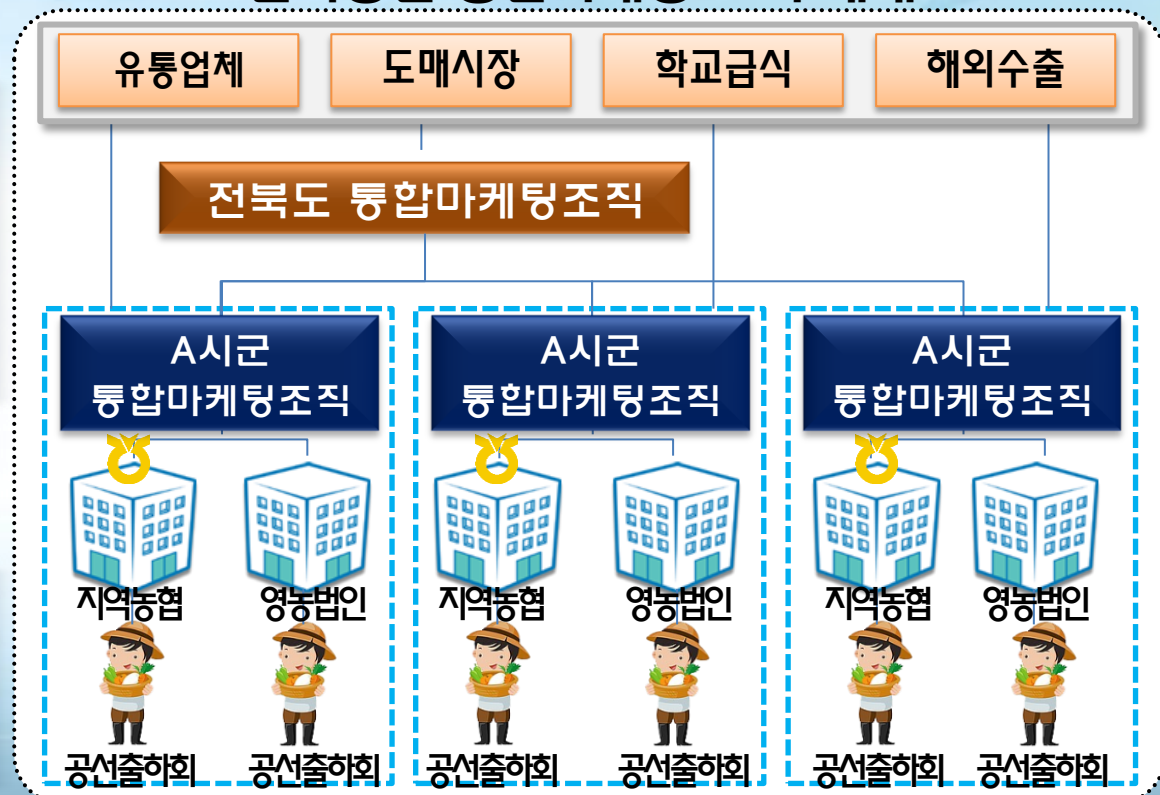 유통업체
도매시장
학교급식
해외수출
전북도 통합마케팅조직
A시군
통합마케팅조직
A시군
통합마케팅조직
A시군
통합마케팅조직
지역농협
영농법인
지역농협
영농법인
지역농협
영농법인
공선출하회
공선출하회
공선출하회
공선출하회
공선출하회
공선출하회